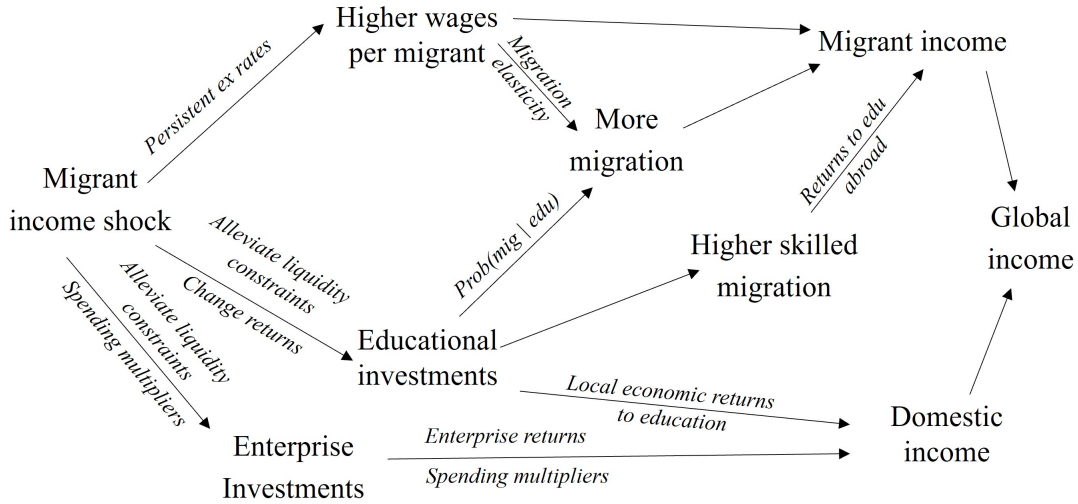 Higher wages
per migrant
Migrant income
Persistent ex rates
Migration
elasticity
More
migration
Returns to edu
abroad
Migrant
income shock
Alleviate liquidity
constraints
Change returns
Prob(mig | edu)
Higher skilled
migration
Global
income
Alleviate liquidity
constraints
Spending multipliers
Educational
investments
Local economic returns
to education
Domestic
income
Enterprise
Investments
Enterprise returns
Spending multipliers